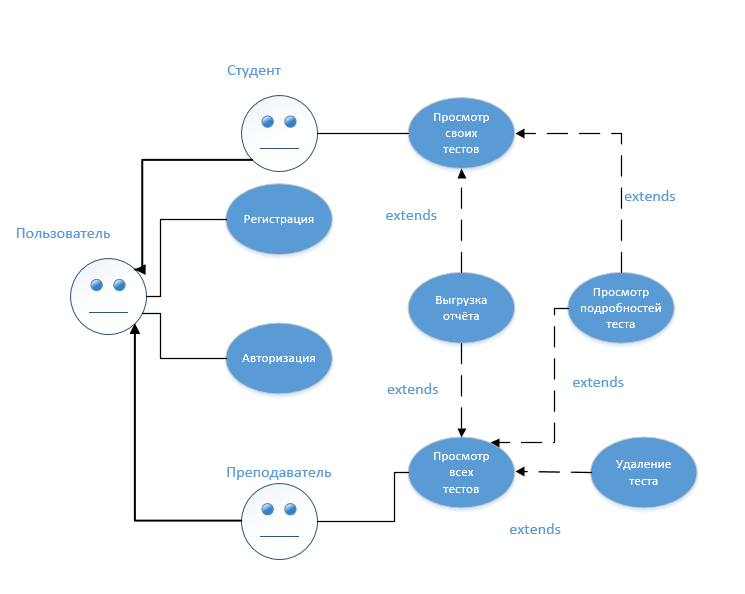 Студент
Просмотр
своих
тестов
extends
extends
Регистрация
Пользователь
Выгрузка
отчёта
Просмотр
подробностей
теста
Авторизация
extends
extends
Преподаватель
Просмотр
всех
тестов
Удаление
теста
extends